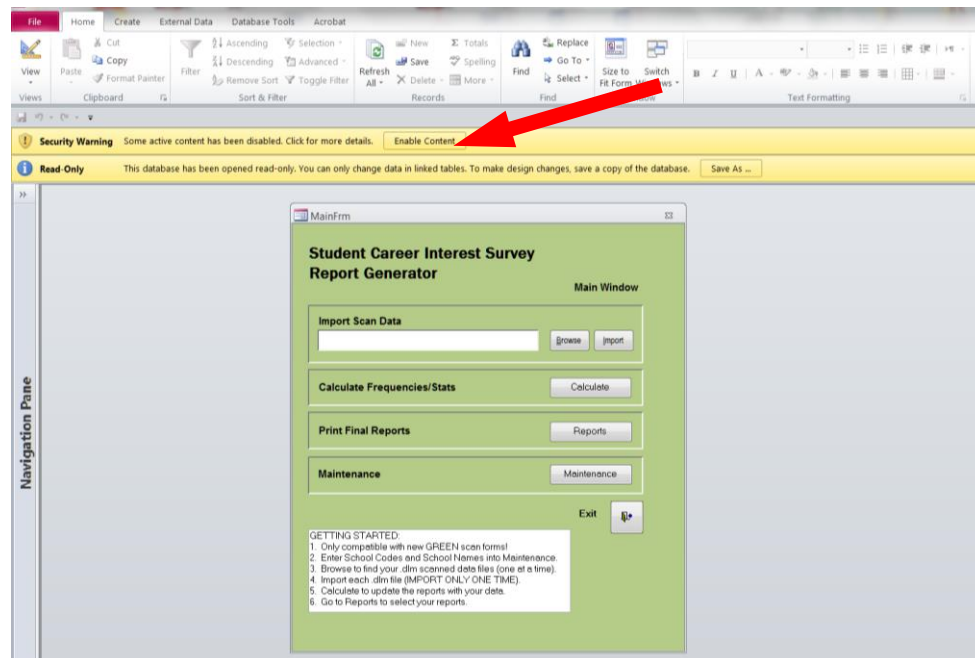 File Home Create External Data Database Tools Acrobat
View
Views
Paste
Cut
Copy
Format Painter
Clipboard
Filter
Ascending
Descending
Remove Sort
Selection
Advanced
Toggle Filter
Sort & Filter
Refresh All
New
Save
Delete
Totals
Spelling
More
Records
Find
Replace
Go To
Select
Find
Size to Fit Form
Switch
B I U A
Text Formatting
Security Warning Some active content has been disabled. Click for more details. Enable Content
Read-Only This database has been opened read-only. You can only change data in linked tables. To make design changes, save a copy of the database. Save As ...
Navigation Pane
MainFrm
Student Career Interest Survey
Report Generator
Main Window
Import Scan Data
Browse Import
Calculate Frequencies/Stats Calculate
Print Final Reports Reports
Maintenance Maintenance
Exit
GETTING STARTED:
1. Only compatible with new GREEN scan forms!
2. Enter School Codes and School Names into Maintenance.
3. Browse to find your .dlm scanned data files (one at a time).
4. Import each .dlm file (IMPORT ONLY ONE TIME).
5. Calculate to update the reports with your data.
6. Go to Reports to select your reports.